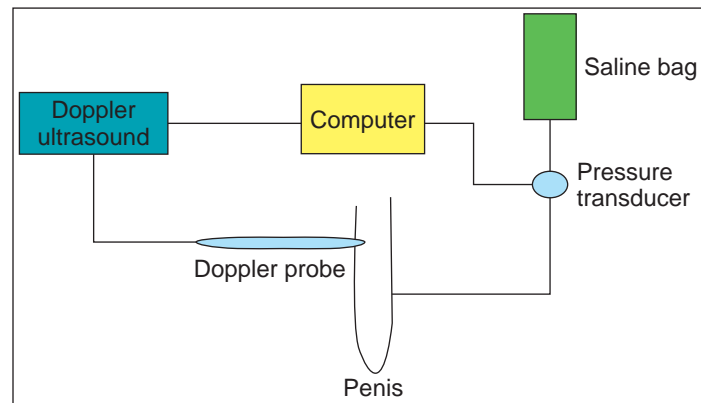 Saline bag
Doppler
ultrasound
Computer
Pressure
transducer
Doppler probe
Penis